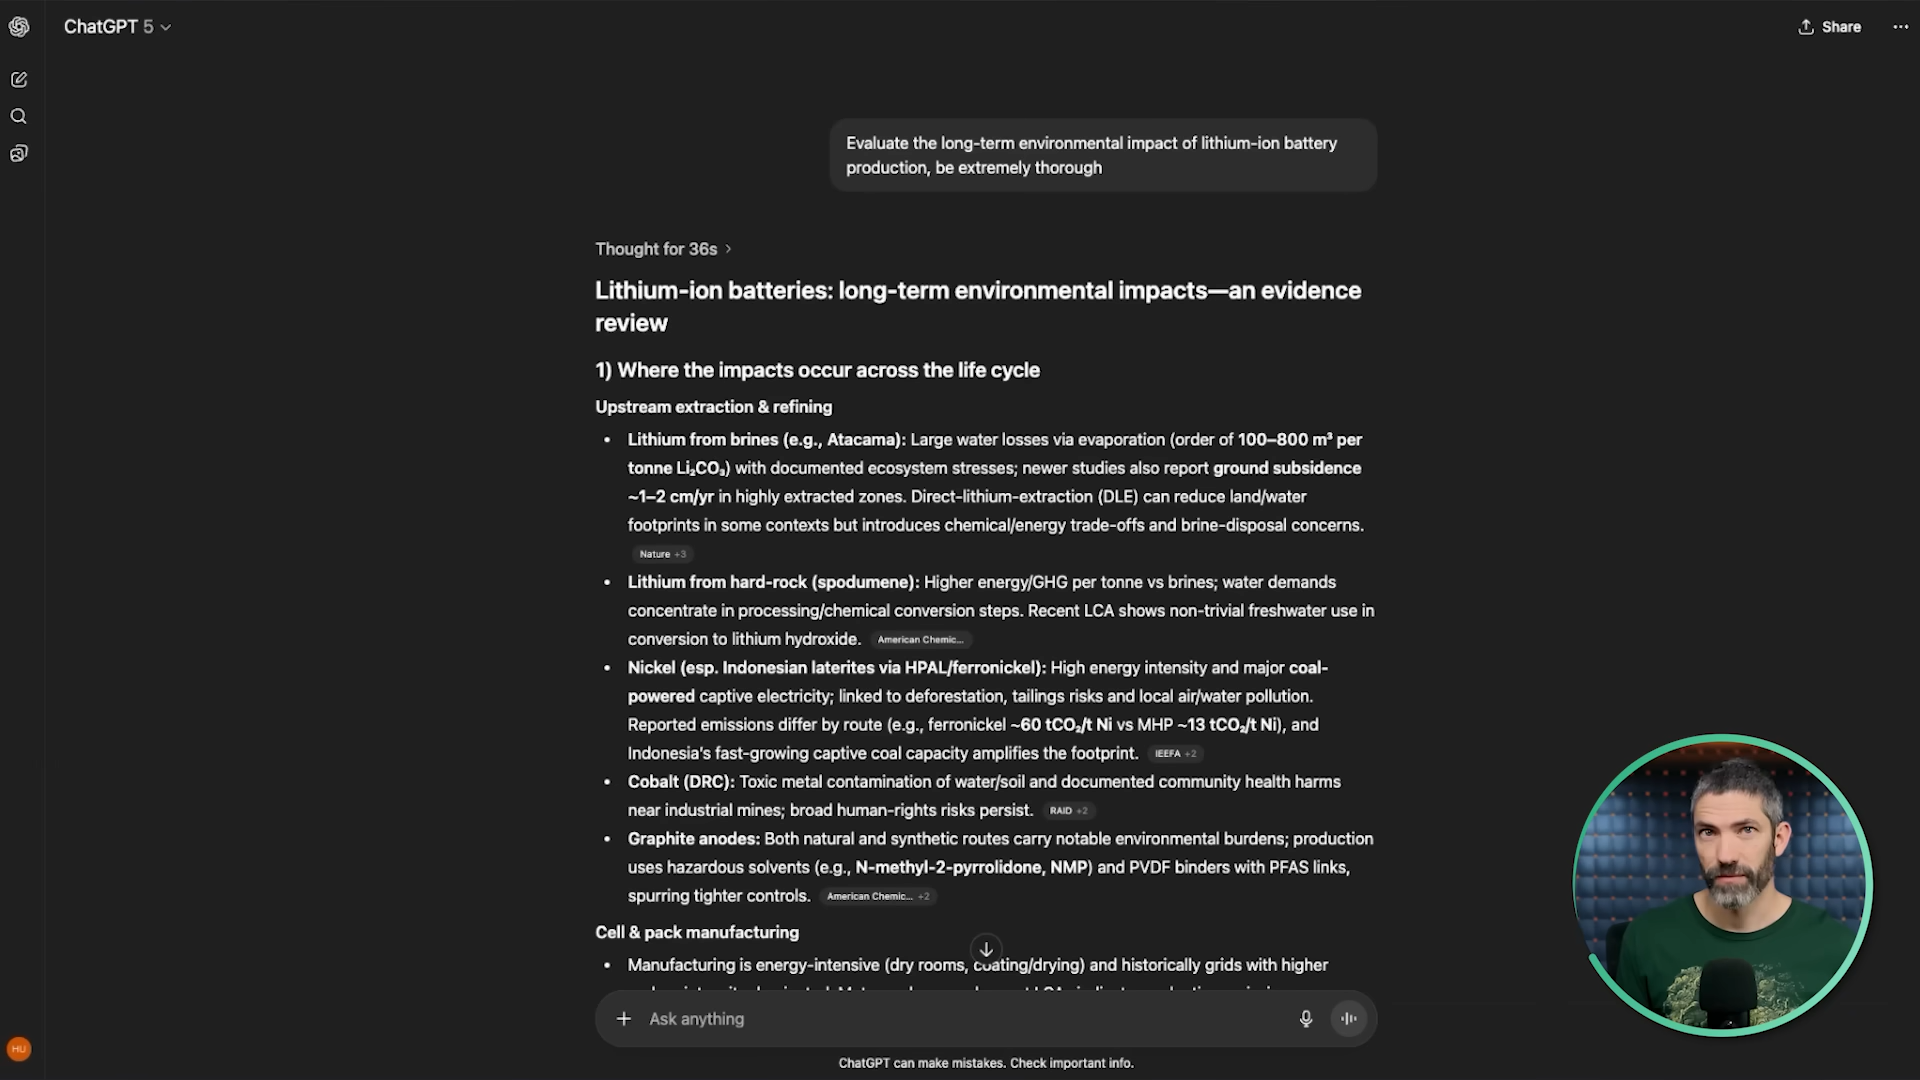 ChatGPT 5
Share
Evaluate the long-term environmental impact of lithium-ion battery
production, be extremely thorough
Thought for 36s
Lithium-ion batteries: long-term environmental impacts—an evidence
review
1) Where the impacts occur across the life cycle
Upstream extraction & refining
• Lithium from brines (e.g., Atacama): Large water losses via evaporation (order of 100–800 m³ per
tonne Li₂CO₃) with documented ecosystem stresses; newer studies also report ground subsidence
~1–2 cm/yr in highly extracted zones. Direct-lithium-extraction (DLE) can reduce land/water
footprints in some contexts but introduces chemical/energy trade-offs and brine-disposal concerns.
Nature +3
• Lithium from hard-rock (spodumene): Higher energy/GHG per tonne vs brines; water demands
concentrate in processing/chemical conversion steps. Recent LCA shows non-trivial freshwater use in
conversion to lithium hydroxide. American Chemic...
• Nickel (esp. Indonesian laterites via HPAL/ferronickel): High energy intensity and major coal-
powered captive electricity; linked to deforestation, tailings risks and local air/water pollution.
Reported emissions differ by route (e.g., ferronickel ~60 tCO₂/t Ni vs MHP ~13 tCO₂/t Ni), and
Indonesia's fast-growing captive coal capacity amplifies the footprint. IEEFA +2
• Cobalt (DRC): Toxic metal contamination of water/soil and documented community health harms
near industrial mines; broad human-rights risks persist. RAID +2
• Graphite anodes: Both natural and synthetic routes carry notable environmental burdens; production
uses hazardous solvents (e.g., N-methyl-2-pyrrolidone, NMP) and PVDF binders with PFAS links,
spurring tighter controls. American Chemic... +2
Cell & pack manufacturing
• Manufacturing is energy-intensive (dry rooms, coating/drying) and historically grids with higher
Ask anything
HU
ChatGPT can make mistakes. Check important info.